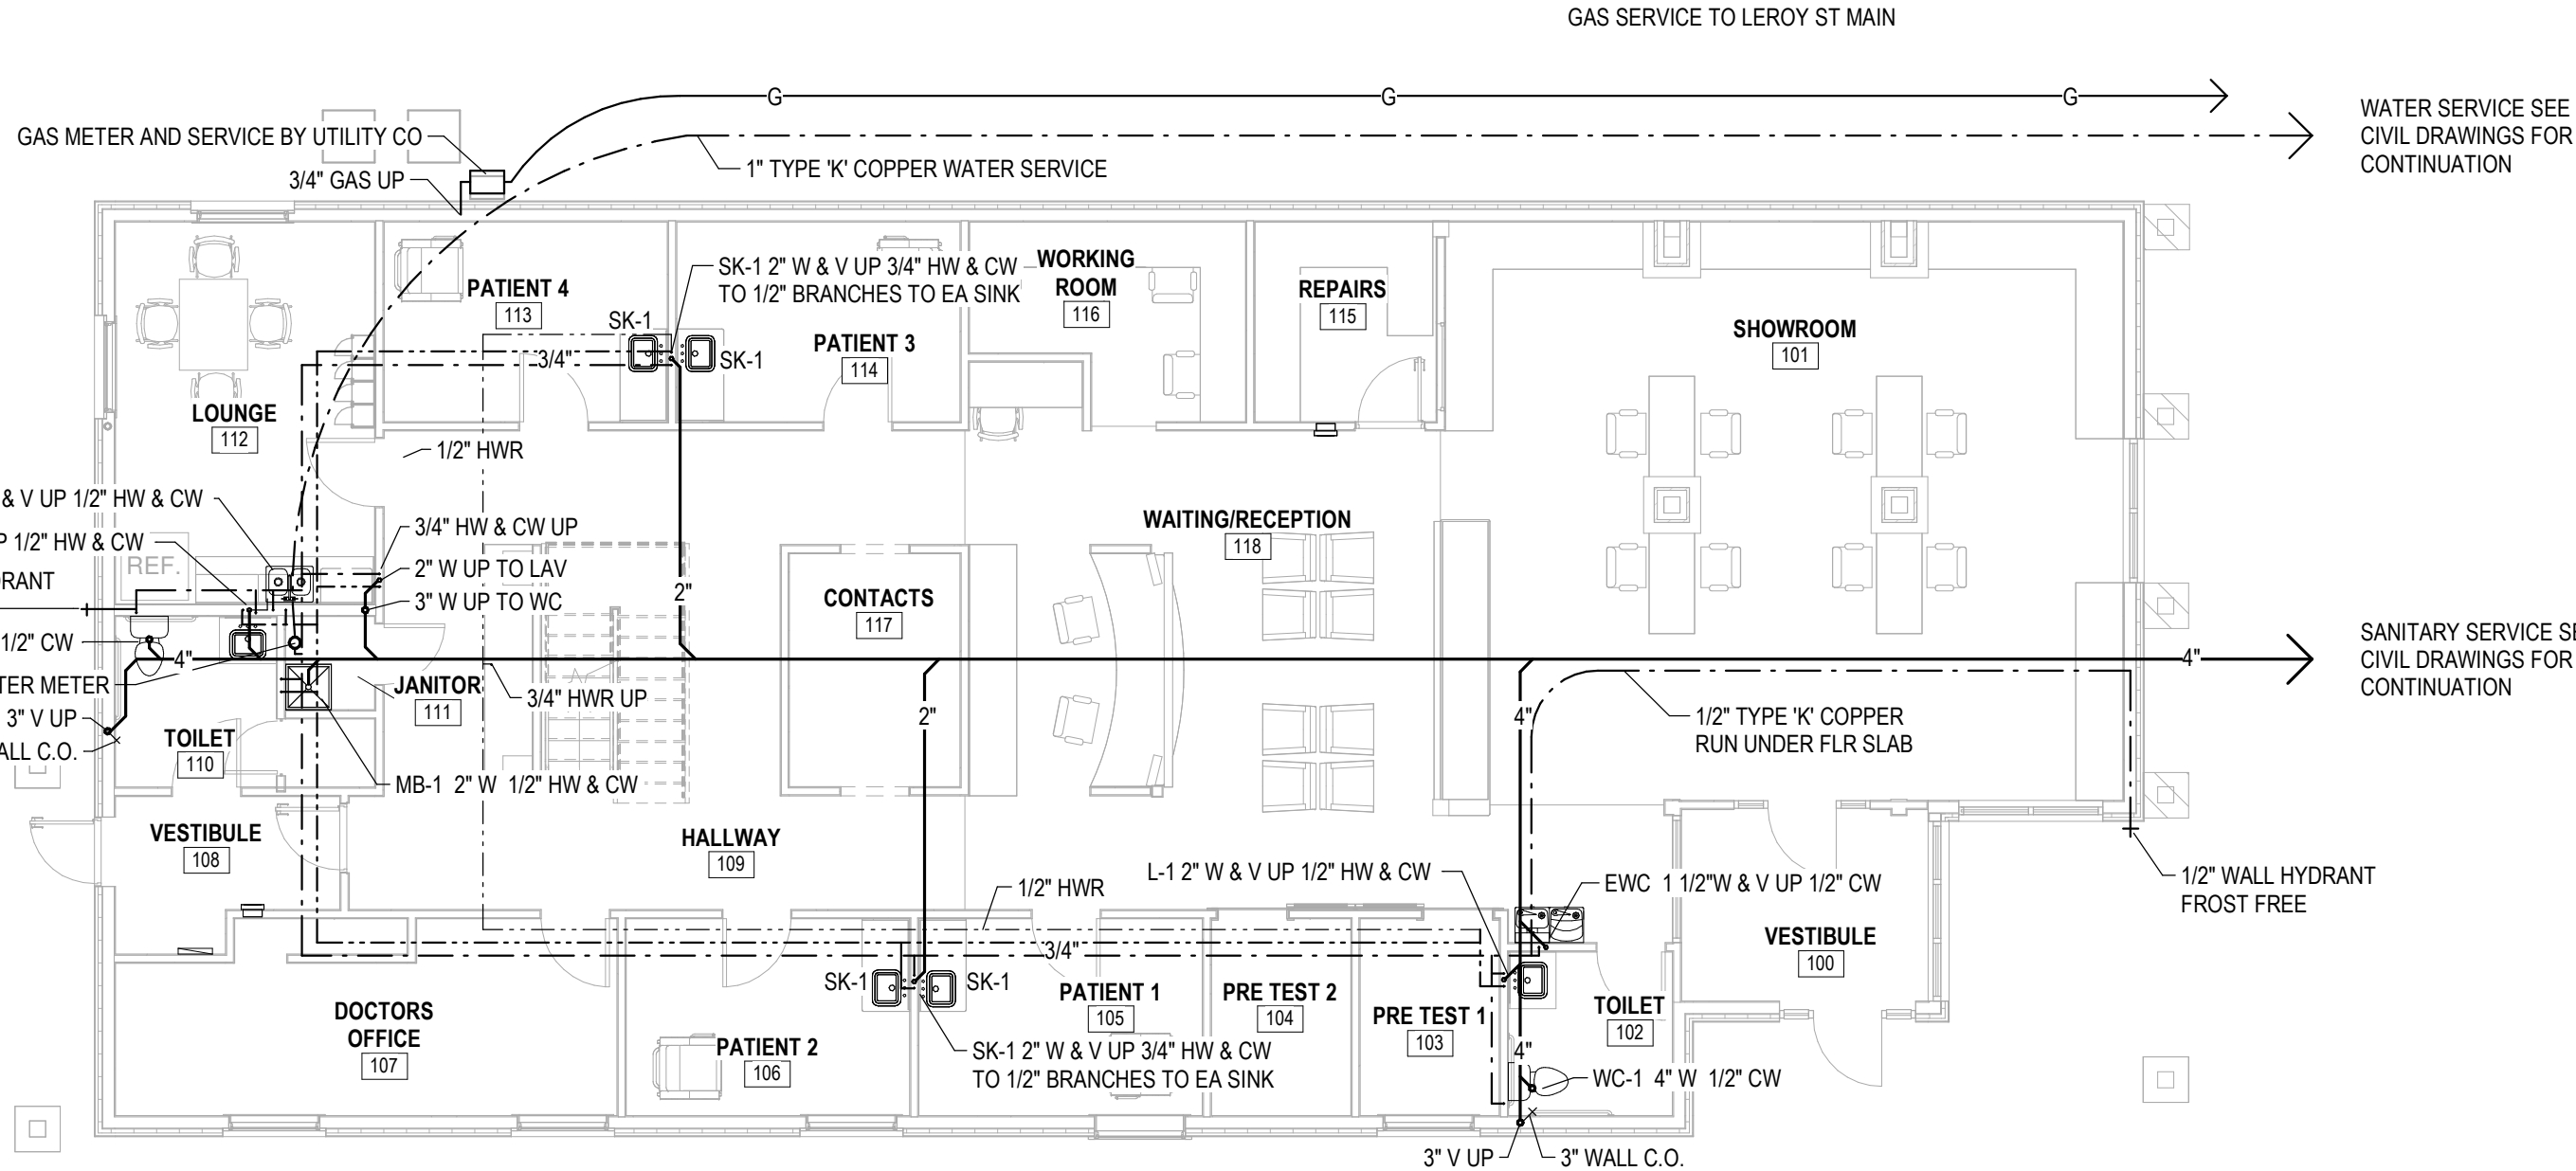 GAS SERVICE TO LEROY ST MAIN
G
G
G
WATER SERVICE SEE
CIVIL DRAWINGS FOR
CONTINUATION
GAS METER AND SERVICE BY UTILITY CO
1" TYPE 'K' COPPER WATER SERVICE
3/4" GAS UP
PATIENT 4
113
SK-1 2" W & V UP 3/4" HW & CW
TO 1/2" BRANCHES TO EA SINK
WORKING
ROOM
116
REPAIRS
115
SHOWROOM
101
SK-1
SK-1
3/4"
PATIENT 3
114
LOUNGE
112
1/2" HWR
& V UP 1/2" HW & CW
3/4" HW & CW UP
WAITING/RECEPTION
118
P 1/2" HW & CW
REF.
2" W UP TO LAV
3" W UP TO WC
RANT
2"
CONTACTS
117
1/2" CW
4"
TER METER
JANITOR
111
3/4" HWR UP
4"
SANITARY SERVICE SE
CIVIL DRAWINGS FOR
CONTINUATION
3" V UP
ALL C.O.
TOILET
110
2"
4"
1/2" TYPE 'K' COPPER
RUN UNDER FLR SLAB
MB-1 2" W 1/2" HW & CW
VESTIBULE
108
HALLWAY
109
L-1 2" W & V UP 1/2" HW & CW
1/2" HWR
EWC 1 1/2"W & V UP 1/2" CW
1/2" WALL HYDRANT
FROST FREE
VESTIBULE
100
3/4"
SK-1
SK-1
DOCTORS
OFFICE
107
PATIENT 2
106
PATIENT 1
105
PRE TEST 2
104
PRE TEST 1
103
TOILET
102
SK-1 2" W & V UP 3/4" HW & CW
TO 1/2" BRANCHES TO EA SINK
4"
WC-1 4" W 1/2" CW
3" V UP
3" WALL C.O.